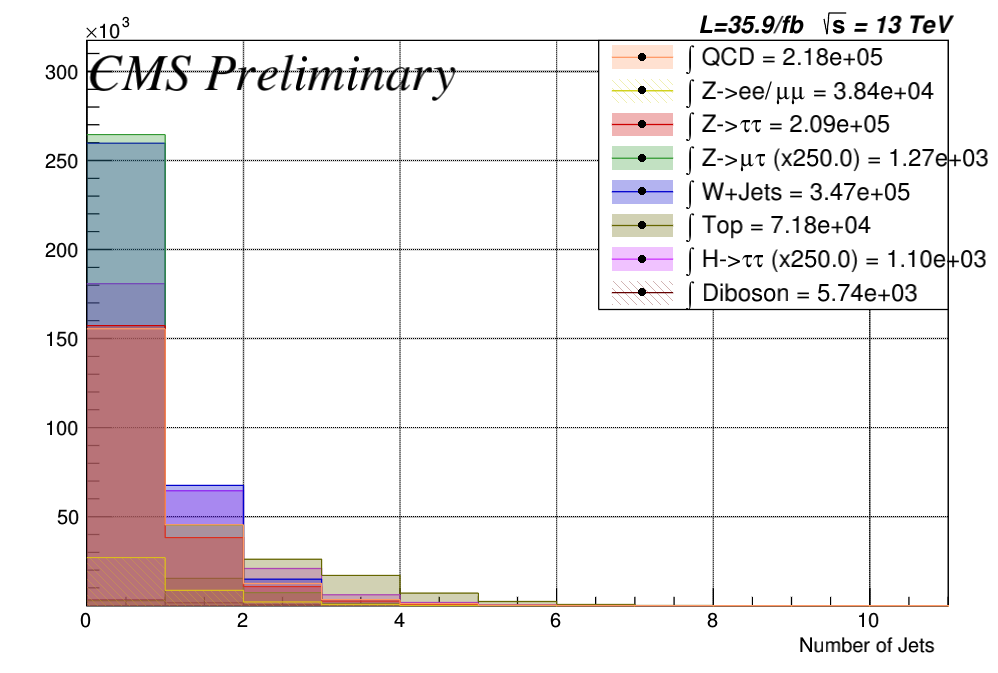 ×10³
L=35.9/fb √s = 13 TeV
CMS Preliminary
∫ QCD = 2.18e+05
∫ Z->ee/μμ = 3.84e+04
∫ Z->ττ = 2.09e+05
∫ Z->μτ (x250.0) = 1.27e+03
∫ W+Jets = 3.47e+05
∫ Top = 7.18e+04
∫ H->ττ (x250.0) = 1.10e+03
∫ Diboson = 5.74e+03
300
250
200
150
100
50
0 2 4 6 8 10
Number of Jets